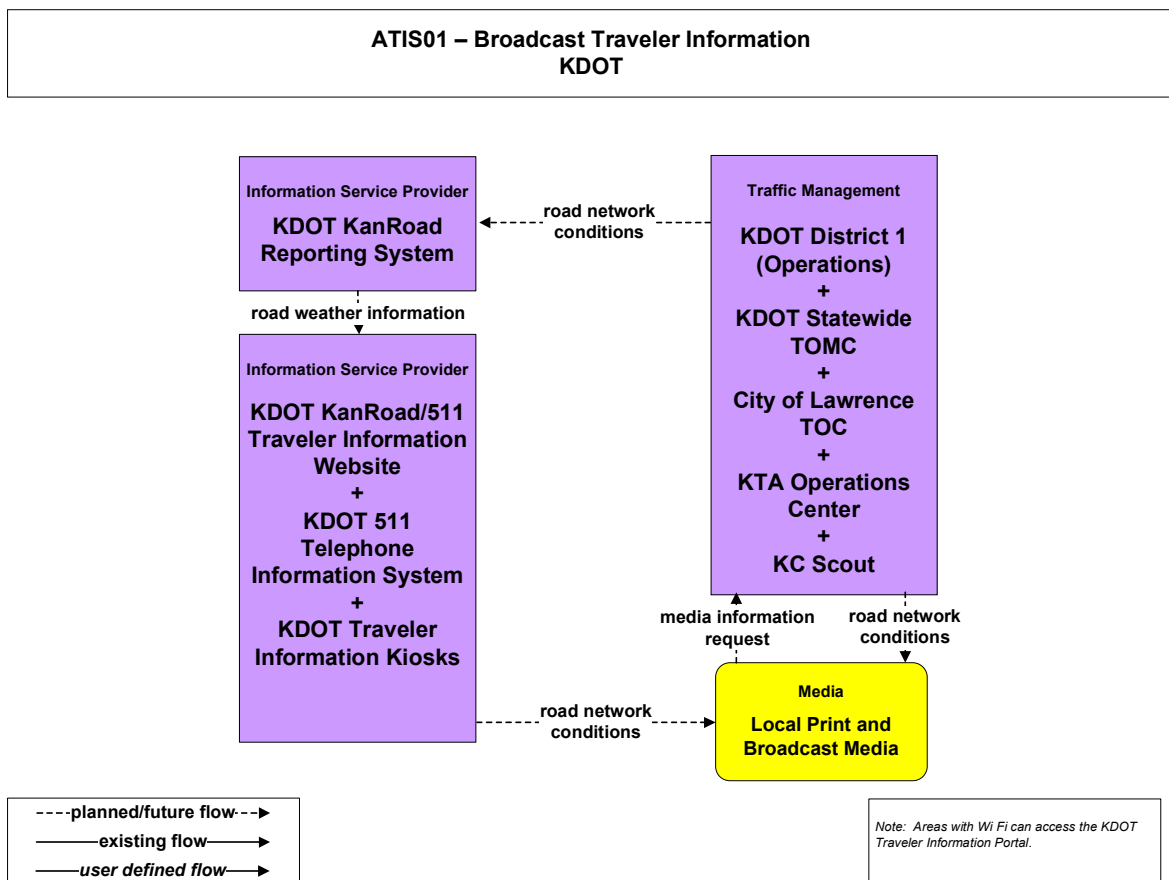 ATIS01 – Broadcast Traveler Information
KDOT
Information Service Provider
KDOT KanRoad
Reporting System
road network
conditions
Traffic Management
KDOT District 1
(Operations)
+
KDOT Statewide
TOMC
+
City of Lawrence
TOC
+
KTA Operations
Center
+
KC Scout
road weather information
Information Service Provider
KDOT KanRoad/511
Traveler Information
Website
+
KDOT 511
Telephone
Information System
+
KDOT Traveler
Information Kiosks
media information
request
road network
conditions
road network
conditions
Media
Local Print and
Broadcast Media
planned/future flow
existing flow
user defined flow
Note: Areas with Wi Fi can access the KDOT
Traveler Information Portal.